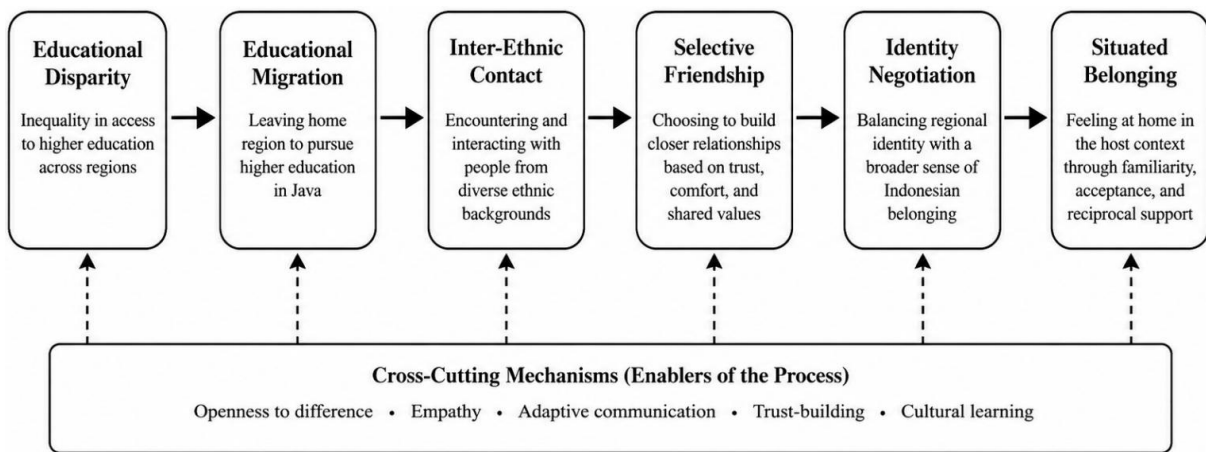 Educational
Disparity
Inequality in access
to higher education
across regions
Educational
Migration
Leaving home
region to pursue
higher education
in Java
Inter-Ethnic
Contact
Encountering and
interacting with
people from
diverse ethnic
backgrounds
Selective
Friendship
Choosing to build
closer relationships
based on trust,
comfort, and
shared values
Identity
Negotiation
Balancing regional
identity with a
broader sense of
Indonesian
belonging
Situated
Belonging
Feeling at home in
the host context
through familiarity,
acceptance, and
reciprocal support
Cross-Cutting Mechanisms (Enablers of the Process)
Openness to difference • Empathy • Adaptive communication • Trust-building • Cultural learning